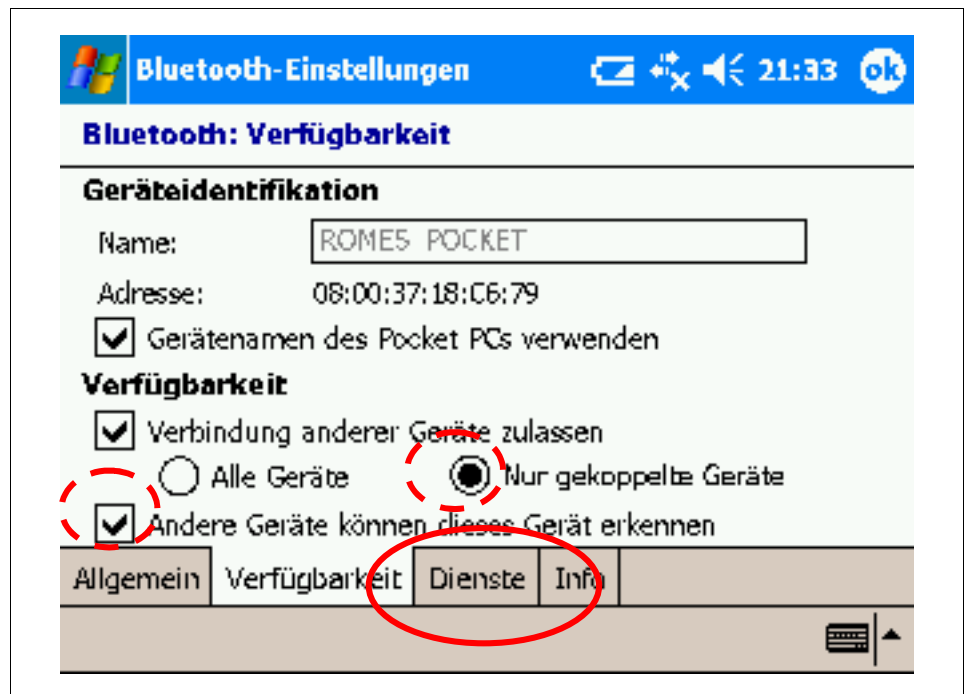 Bluetooth-Einstellungen 21:33 ok
Bluetooth: Verfügbarkeit
Geräteidentifikation
Name: ROMES POCKET
Adresse: 08:00:37:18:C6:79
Gerätenamen des Pocket PCs verwenden
Verfügbarkeit
Verbindung anderer Geräte zulassen
Alle Geräte Nur gekoppelte Geräte
Andere Geräte können dieses Gerät erkennen
Allgemein Verfügbarkeit Dienste Info